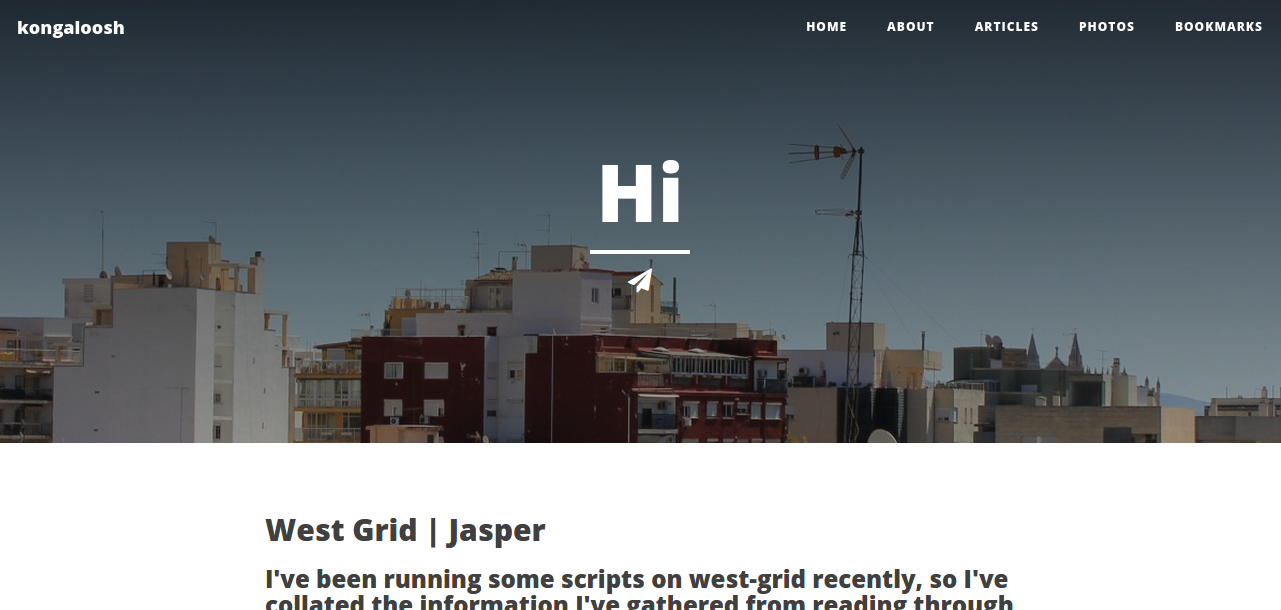 kongaloosh
HOME ABOUT ARTICLES PHOTOS BOOKMARKS
Hi
West Grid | Jasper
I've been running some scripts on west-grid recently, so I've
collated the information I've gathered from reading through